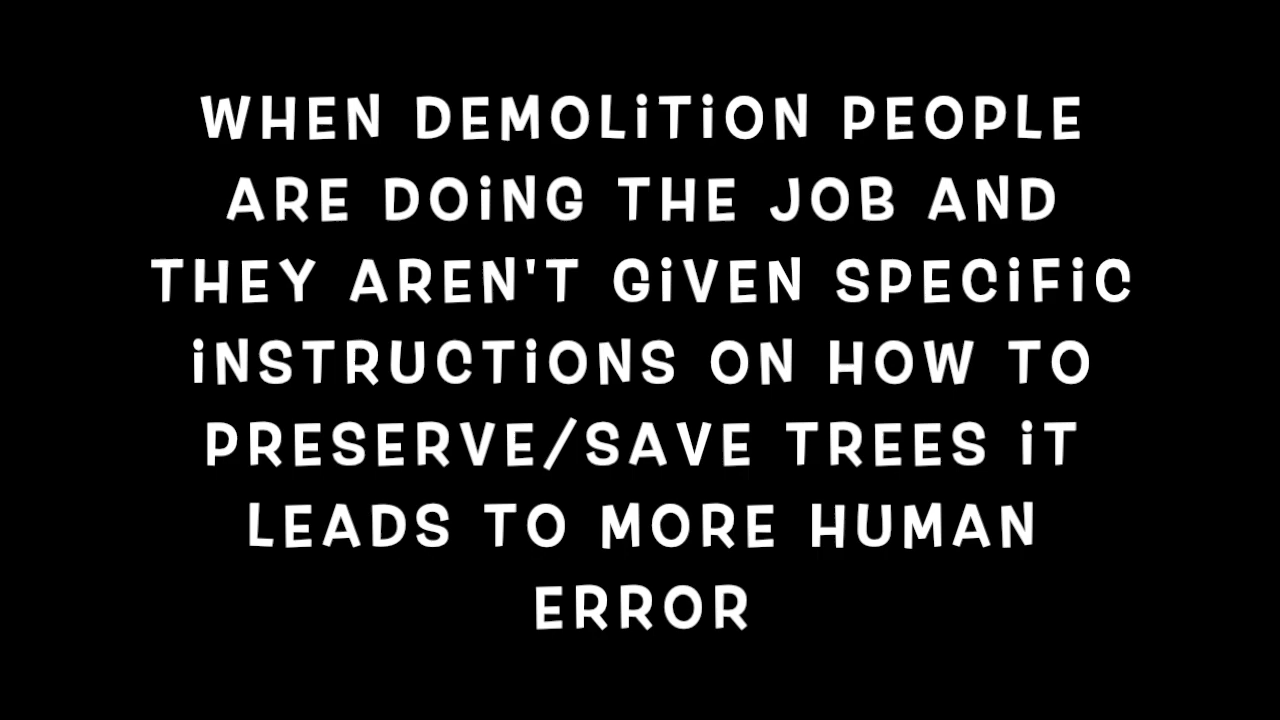 WHEN DEMOLITION PEOPLE
ARE DOING THE JOB AND
THEY AREN'T GIVEN SPECIFIC
INSTRUCTIONS ON HOW TO
PRESERVE/SAVE TREES IT
LEADS TO MORE HUMAN
ERROR